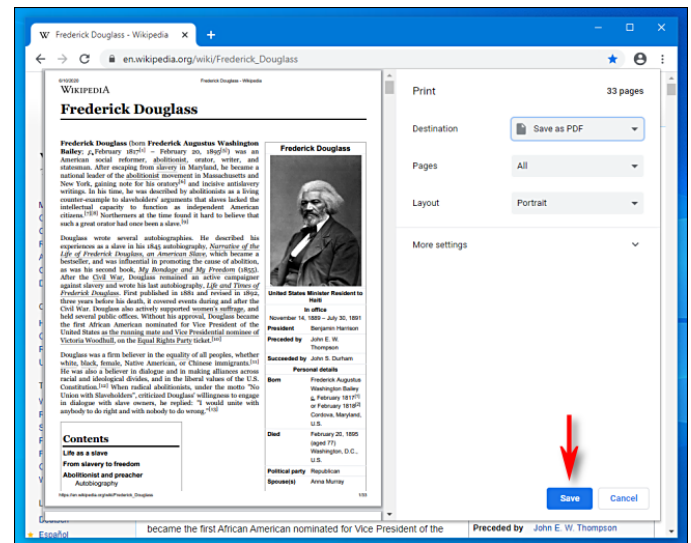 Frederick Douglass - Wikipedia
en.wikipedia.org/wiki/Frederick_Douglass
6/10/2020
Frederick Douglass - Wikipedia
WIKIPEDIA
Frederick Douglass
Frederick Douglass (born Frederick Augustus Washington
Bailey; c. February 1817[1] – February 20, 1895[2]) was an
American social reformer, abolitionist, orator, writer, and
statesman. After escaping from slavery in Maryland, he became a
national leader of the abolitionist movement in Massachusetts and
New York, gaining note for his oratory[6] and incisive antislavery
writings. In his time, he was described by abolitionists as a living
counter-example to slaveholders' arguments that slaves lacked the
intellectual capacity to function as independent American
citizens.[7][8] Northerners at the time found it hard to believe that
such a great orator had once been a slave.[9]
Douglass wrote several autobiographies. He described his
experiences as a slave in his 1845 autobiography, Narrative of the
Life of Frederick Douglass, an American Slave, which became a
bestseller, and was influential in promoting the cause of abolition,
as was his second book, My Bondage and My Freedom (1855).
After the Civil War, Douglass remained an active campaigner
against slavery and wrote his last autobiography, Life and Times of
Frederick Douglass. First published in 1881 and revised in 1892,
three years before his death, it covered events during and after the
Civil War. Douglass also actively supported women's suffrage, and
held several public offices. Without his approval, Douglass became
the first African American nominated for Vice President of the
United States as the running mate and Vice Presidential nominee of
Victoria Woodhull, on the Equal Rights Party ticket.[10]
Douglass was a firm believer in the equality of all peoples, whether
white, black, female, Native American, or Chinese immigrants.[11]
He was also a believer in dialogue and in making alliances across
racial and ideological divides, and in the liberal values of the U.S.
Constitution.[12] When radical abolitionists, under the motto "No
Union with Slaveholders", criticized Douglass' willingness to engage
in dialogue with slave owners, he replied: "I would unite with
anybody to do right and with nobody to do wrong."[13]
Contents
Life as a slave
From slavery to freedom
Abolitionist and preacher
Autobiography
https://en.wikipedia.org/wiki/Frederick_Douglass
1/33
Frederick Douglass
United States Minister Resident to
Haiti
In office
November 14, 1889 – July 30, 1891
President Benjamin Harrison
Preceded by John E. W.
Thompson
Succeeded by John S. Durham
Personal details
Born Frederick Augustus
Washington Bailey
c. February 1817[1]
or February 1818[2]
Cordova, Maryland,
U.S.
Died February 20, 1895
(aged 77)
Washington, D.C.,
U.S.
Political party Republican
Spouse(s) Anna Murray
Print
33 pages
Destination
Save as PDF
Pages
All
Layout
Portrait
More settings
Save
Cancel
Español
became the first African American nominated for Vice President of the
Preceded by John E. W. Thompson